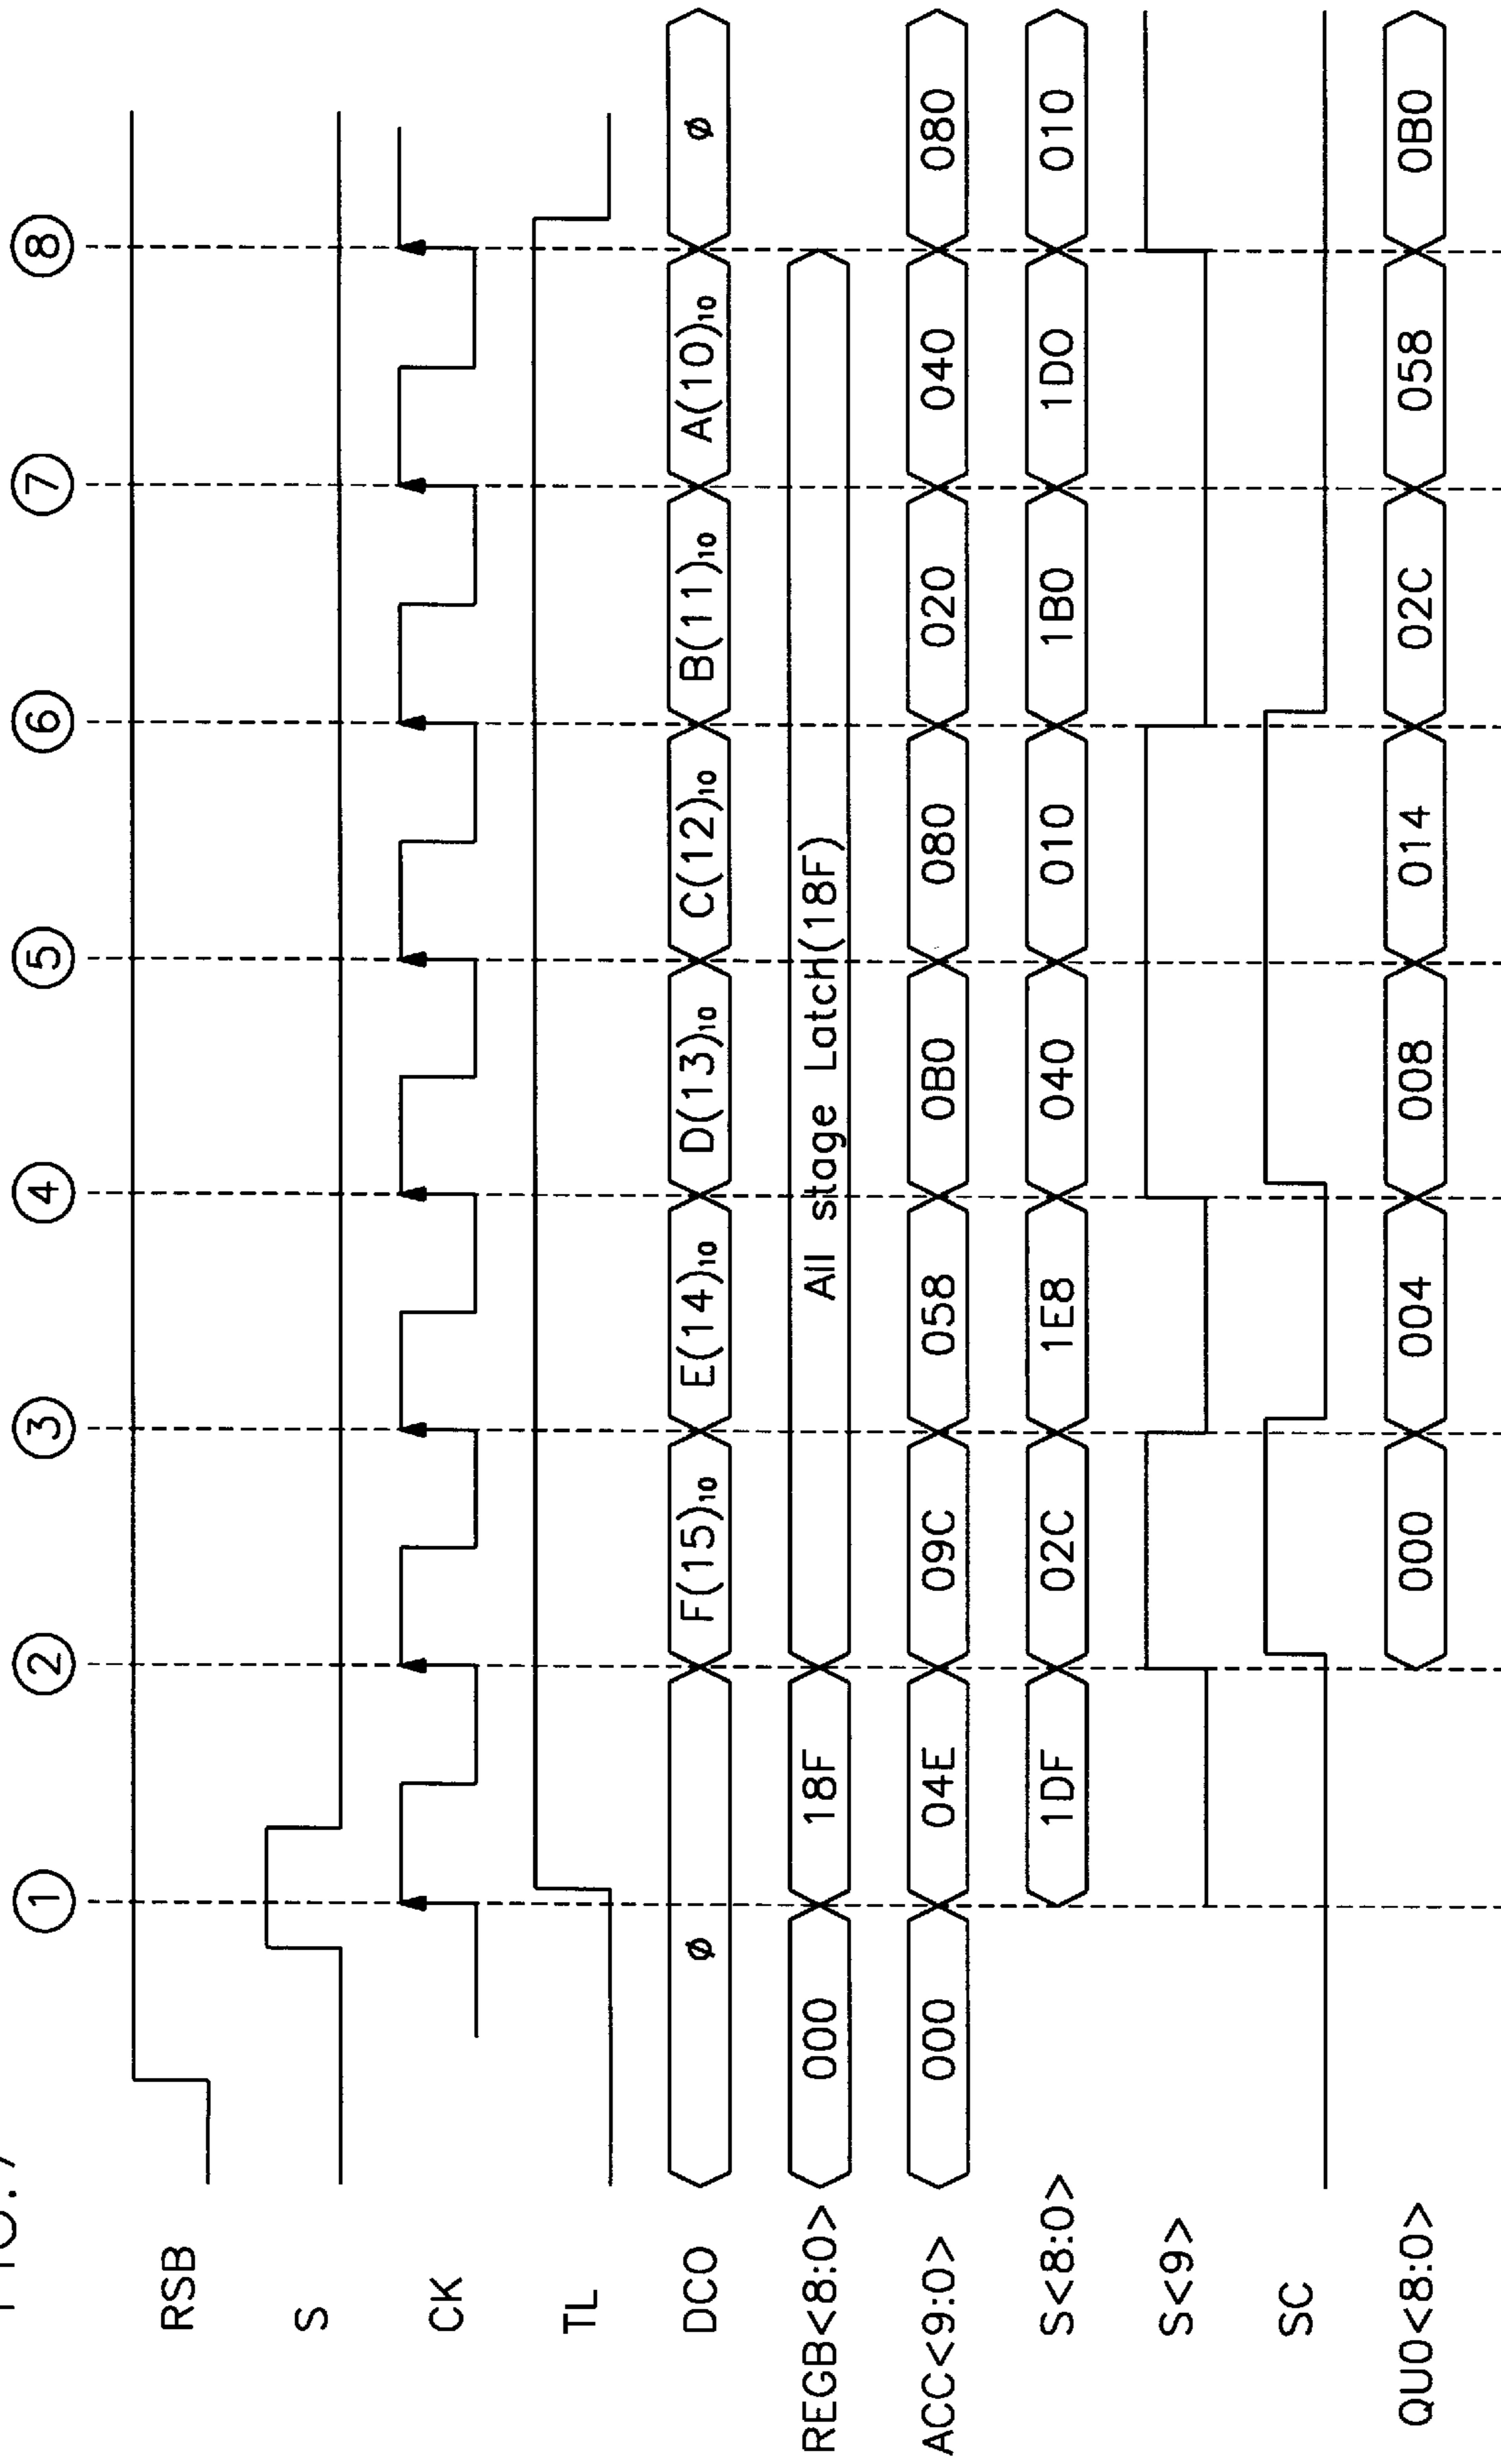 FIG. 7
① ② ③ ④ ⑤ ⑥ ⑦ ⑧
RSB
S
CK
TL
DCO ø F(15)₁₀ E(14)₁₀ D(13)₁₀ C(12)₁₀ B(11)₁₀ A(10)₁₀ ø
REGB<8:0> 000 18F All stage Latch(18F)
ACC<9:0> 000 04E 09C 058 0B0 080 020 040 080
S<8:0> 1DF 02C 1E8 040 010 1B0 1D0 010
S<9>
SC
QU0<8:0> 000 004 008 014 02C 058 0B0